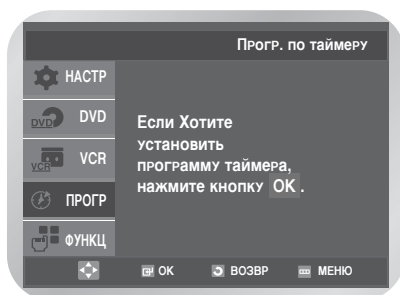 Прогр. по таймеру
НАСТР
DVD DVD
VCR VCR
ПРОГР
ФУНКЦ
Если Хотите
установить
программу таймера,
нажмите кнопку OK .
OK ВОЗВР МЕНЮ